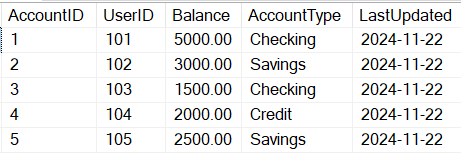 AccountID UserID Balance AccountType LastUpdated
1 101 5000.00 Checking 2024-11-22
2 102 3000.00 Savings 2024-11-22
3 103 1500.00 Checking 2024-11-22
4 104 2000.00 Credit 2024-11-22
5 105 2500.00 Savings 2024-11-22